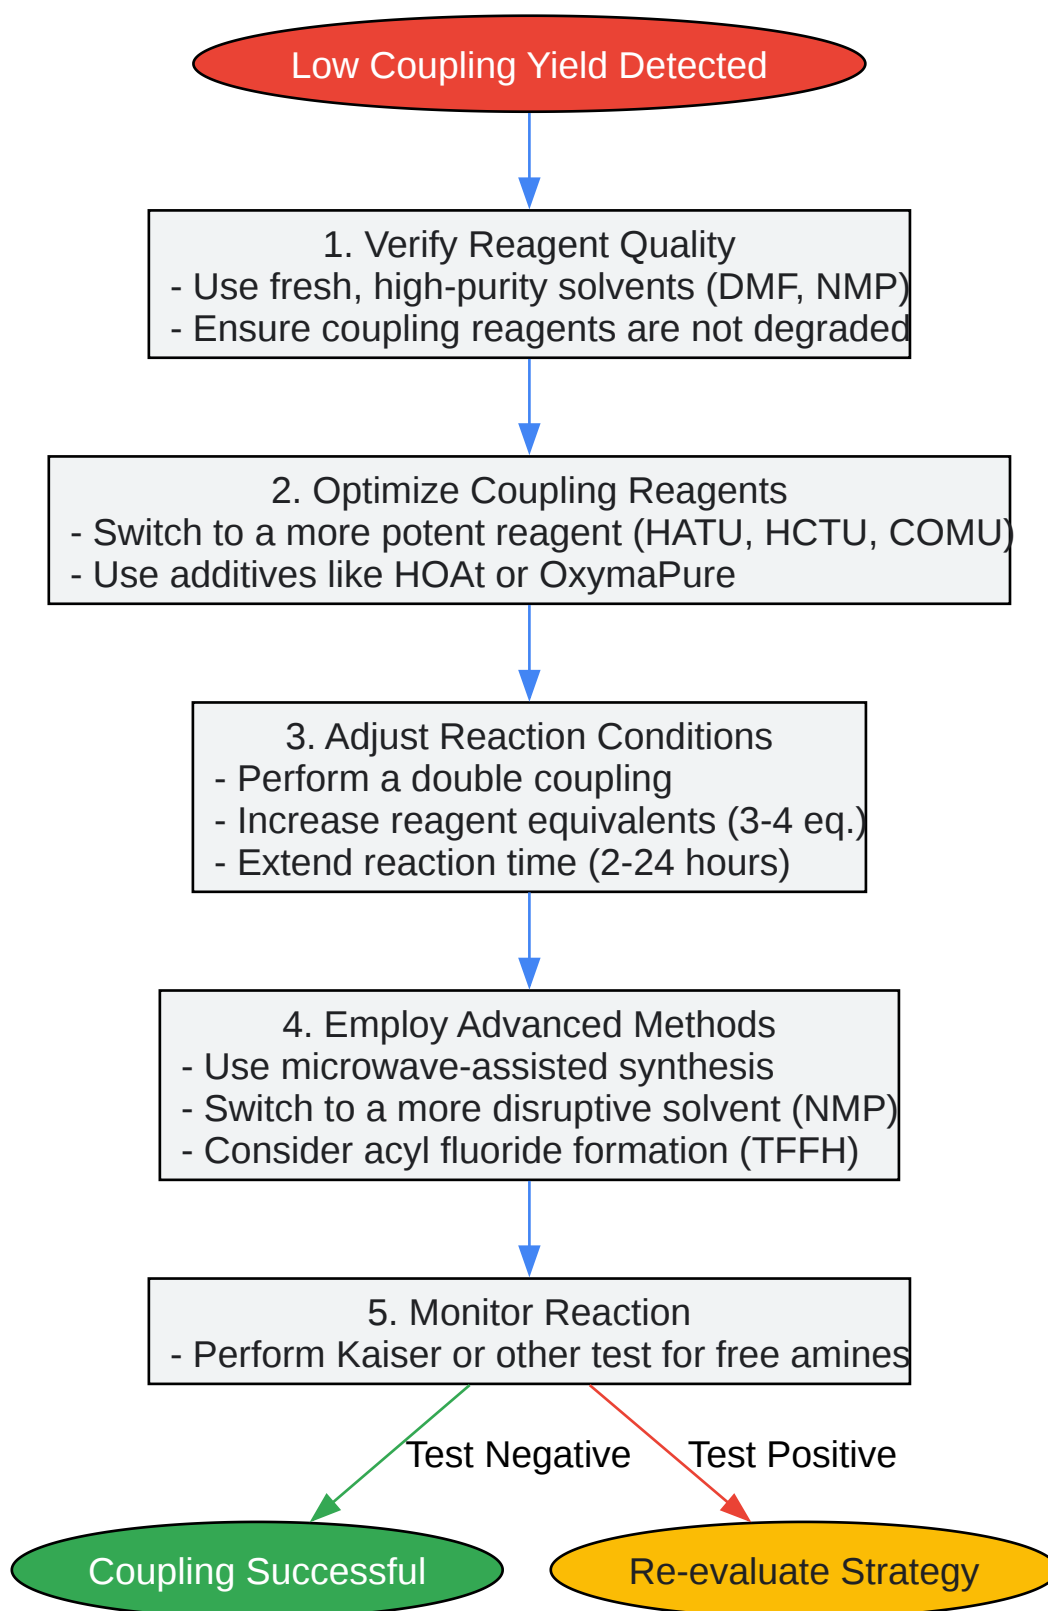 Low Coupling Yield Detected
1. Verify Reagent Quality
- Use fresh, high-purity solvents (DMF, NMP)
- Ensure coupling reagents are not degraded
2. Optimize Coupling Reagents
- Switch to a more potent reagent (HATU, HCTU, COMU)
- Use additives like HOAt or OxymaPure
3. Adjust Reaction Conditions
- Perform a double coupling
- Increase reagent equivalents (3-4 eq.)
- Extend reaction time (2-24 hours)
4. Employ Advanced Methods
- Use microwave-assisted synthesis
- Switch to a more disruptive solvent (NMP)
- Consider acyl fluoride formation (TFFH)
5. Monitor Reaction
- Perform Kaiser or other test for free amines
Test Negative
Test Positive
Coupling Successful
Re-evaluate Strategy